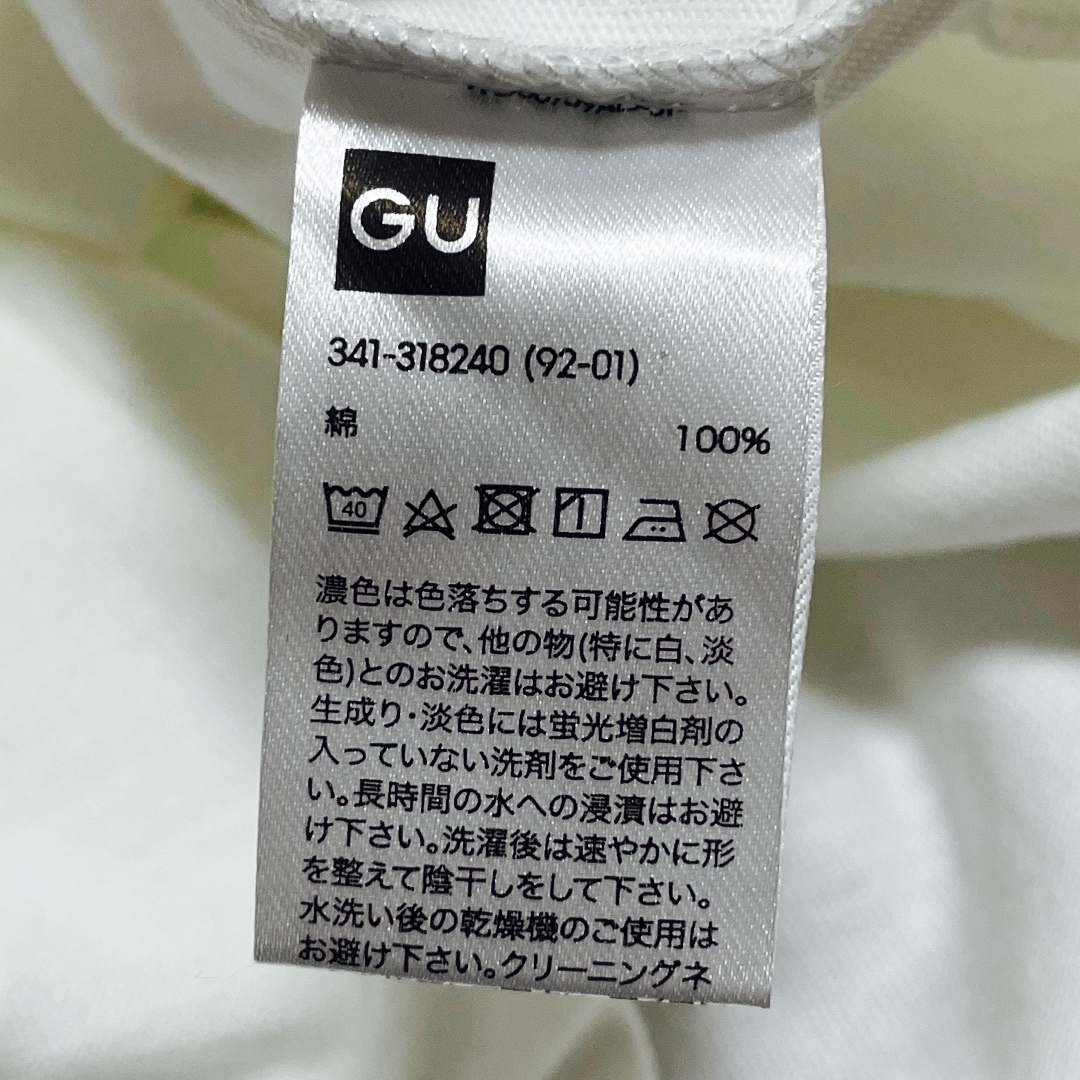 GU
341-318240 (92-01)
綿 100%
40
濃色は色落ちする可能性があ
りますので、他の物(特に白、淡
色)とのお洗濯はお避け下さい。
生成り・淡色には蛍光増白剤の
入っていない洗剤をご使用下さ
い。長時間の水への浸漬はお避
け下さい。洗濯後は速やかに形
を整えて陰干しをして下さい。
水洗い後の乾燥機のご使用は
お避け下さい。クリーニングネ